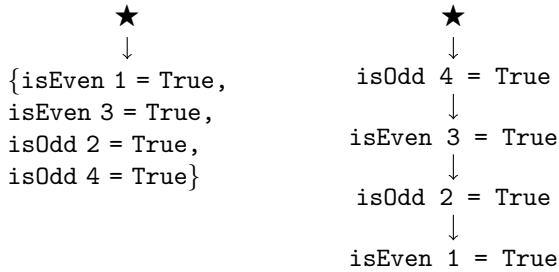 ★
↓
{isEven 1 = True,
isEven 3 = True,
isOdd 2 = True,
isOdd 4 = True}
★
↓
isOdd 4 = True
↓
isEven 3 = True
↓
isOdd 2 = True
↓
isEven 1 = True